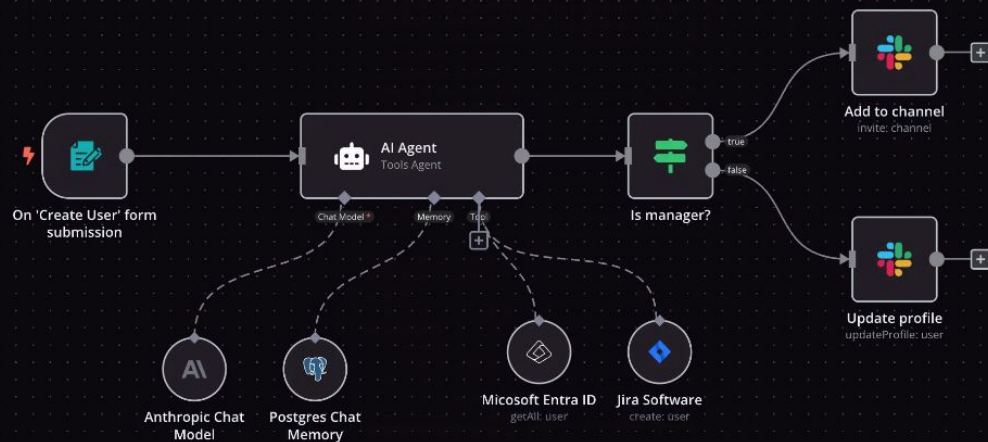 Add to channel
invite: channel
AI Agent
Tools Agent
true
false
On 'Create User' form
submission
Chat Model *
Memory
Tool
Is manager?
Update profile
updateProfile: user
Anthropic Chat
Model
Postgres Chat
Memory
Micosoft Entra ID
getAll: user
Jira Software
create: user